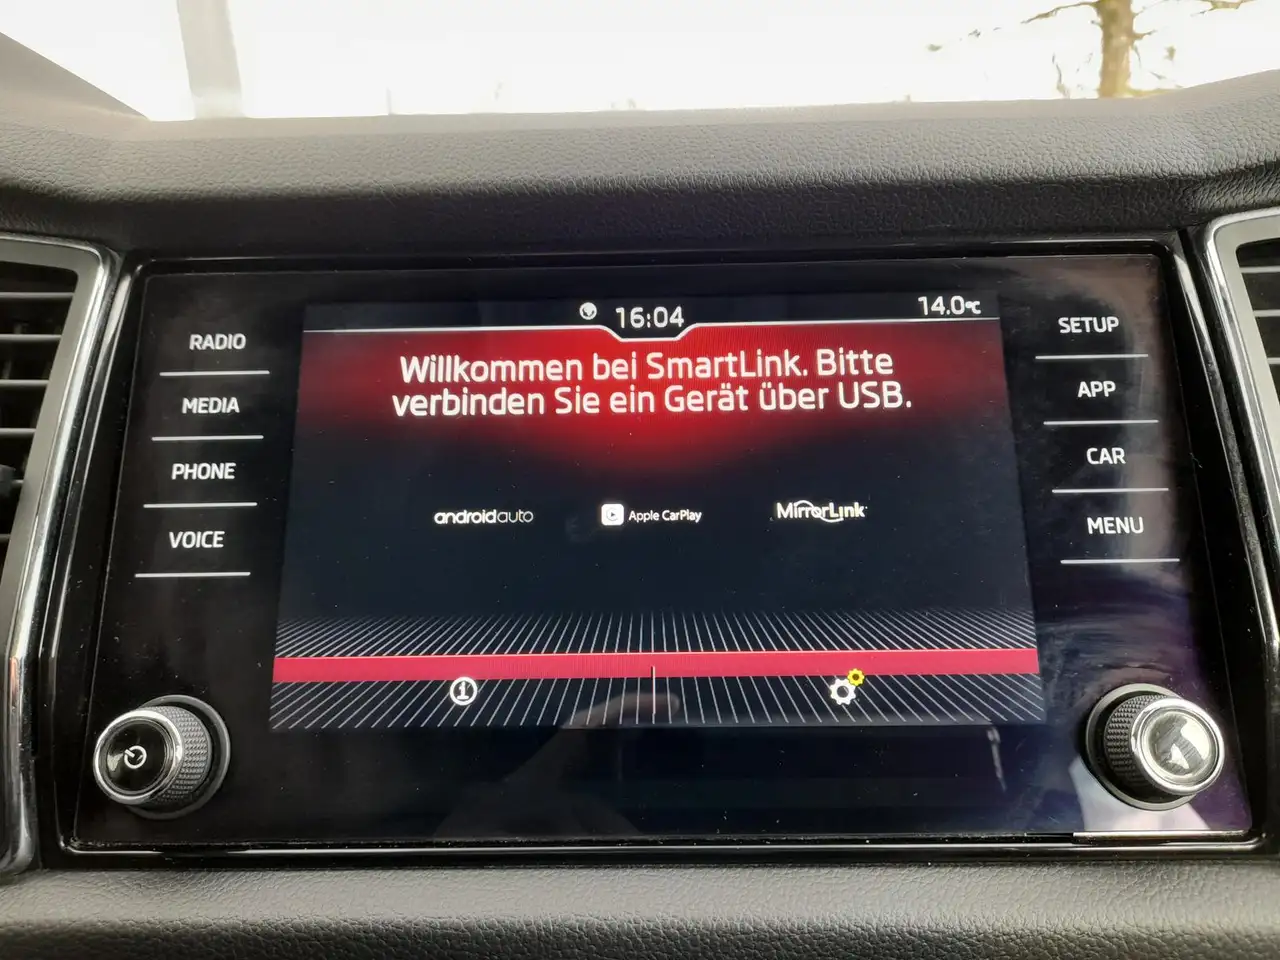 16:04
14.0°C
RADIO
MEDIA
PHONE
VOICE
Willkommen bei SmartLink. Bitte
verbinden Sie ein Gerät über USB.
androidauto
Apple CarPlay
MirrorLink
SETUP
APP
CAR
MENU